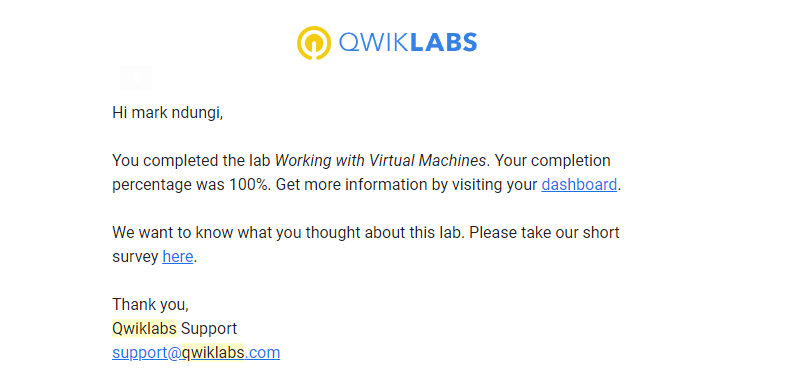 QWIKLABS
Hi mark ndungi,
You completed the lab Working with Virtual Machines. Your completion
percentage was 100%. Get more information by visiting your dashboard.
We want to know what you thought about this lab. Please take our short
survey here.
Thank you,
Qwiklabs Support
support@qwiklabs.com